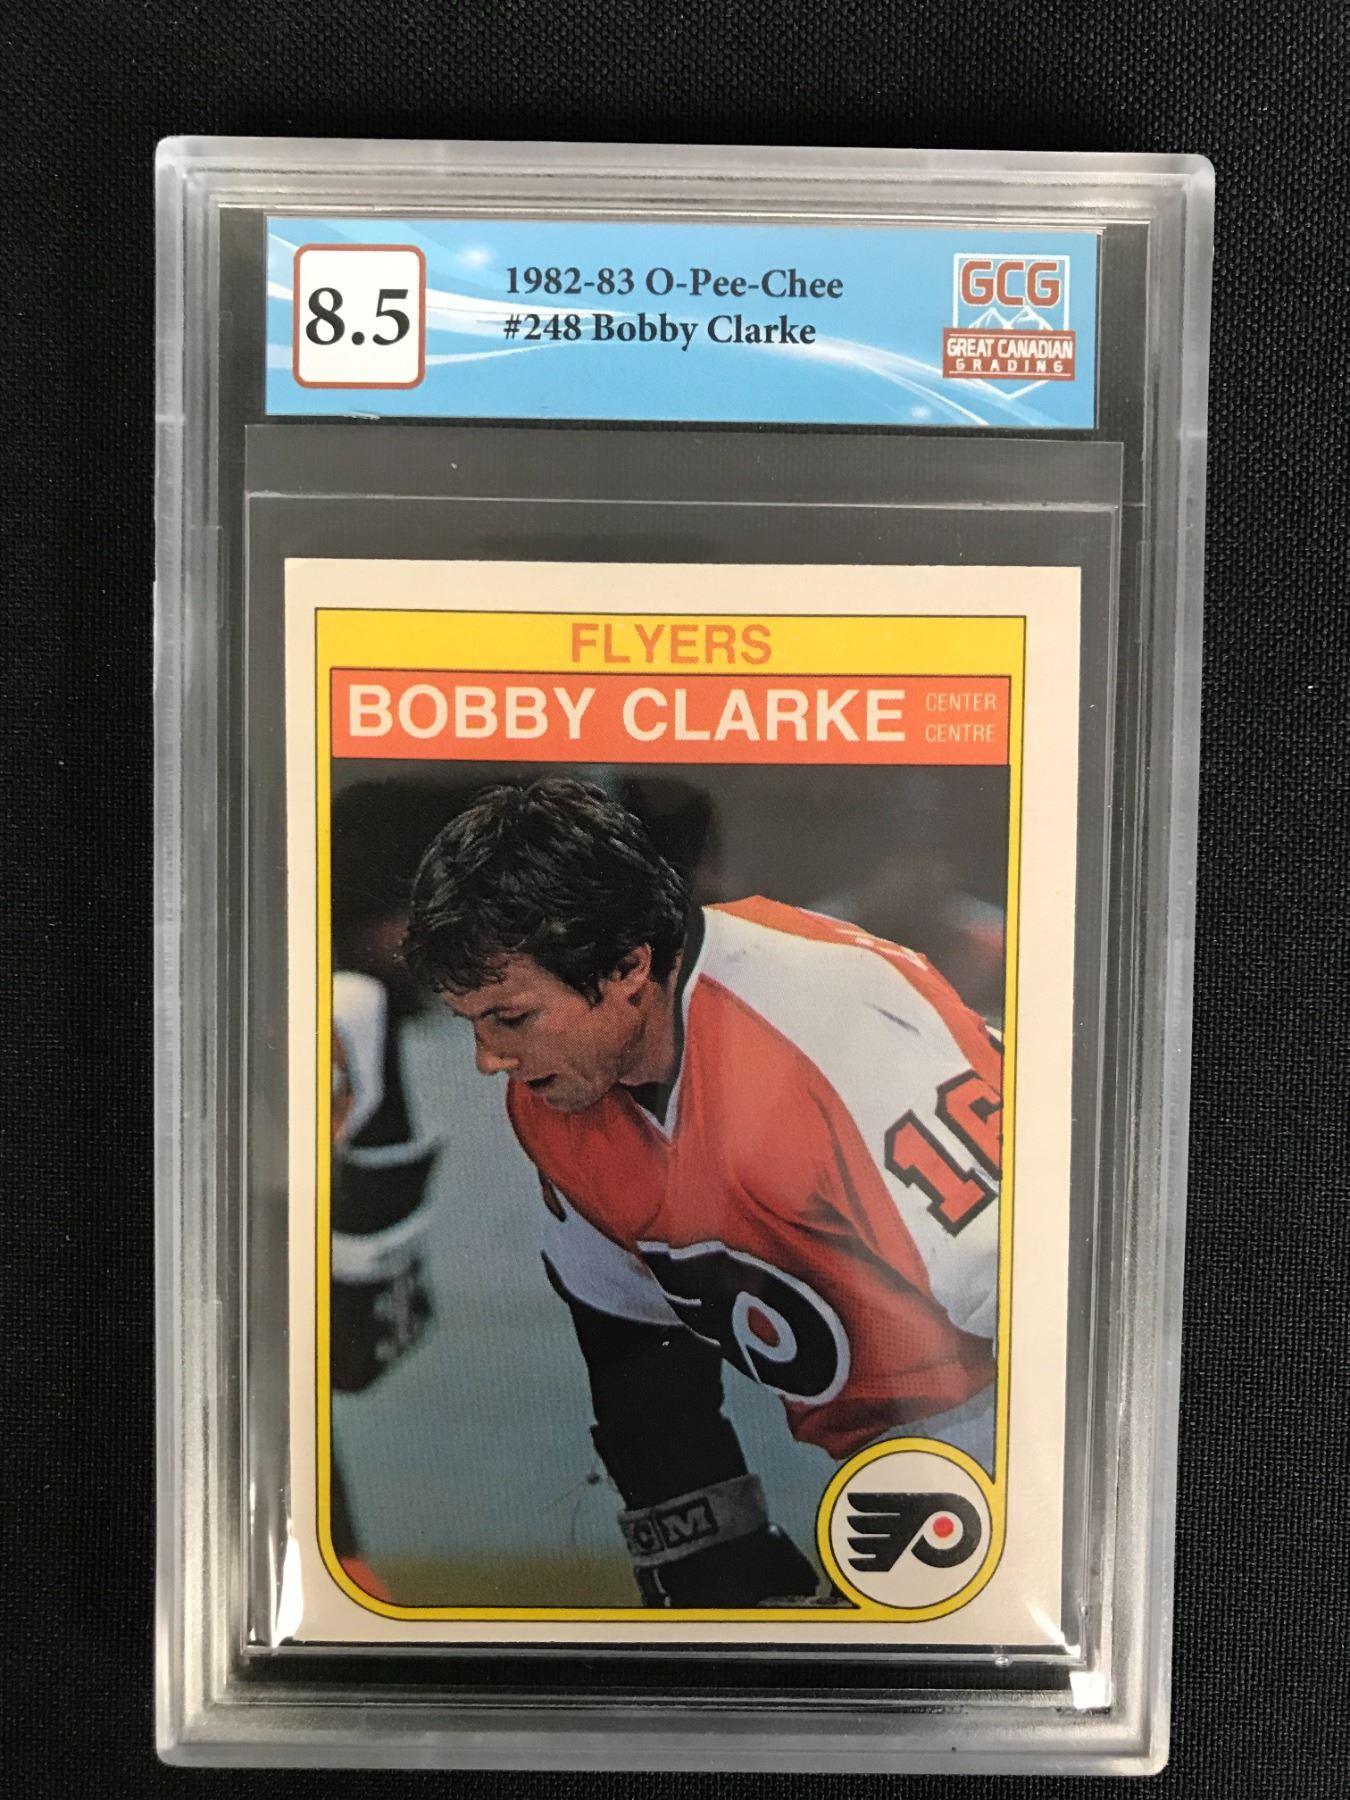 8.5
1982-83 O-Pee-Chee
#248 Bobby Clarke
GCG
GREAT CANADIAN
GRADING
FLYERS
BOBBY CLARKE
CENTER
CENTRE
16
CCM